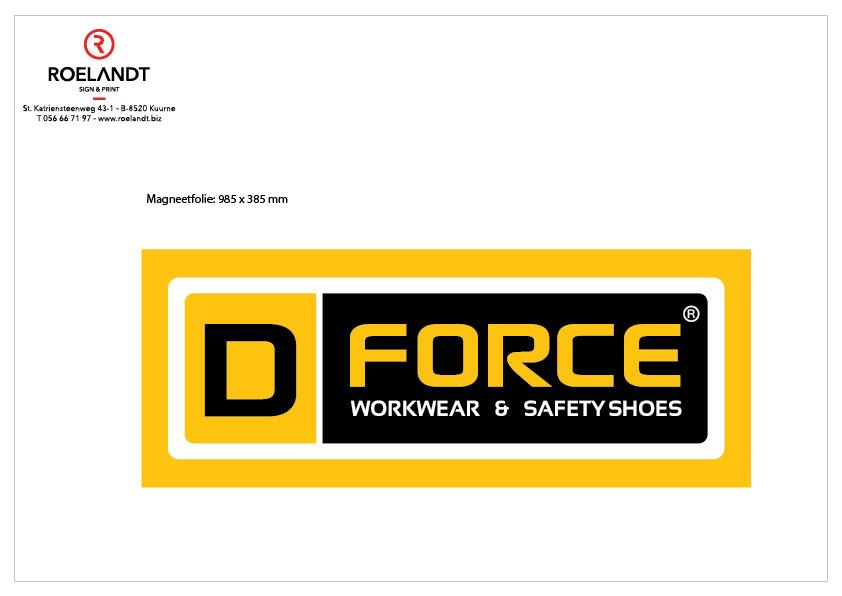 R
ROELANDT
SIGN & PRINT
St. Katriensteenweg 43-1 - B-8520 Kuurne
T 056 66 71 97 - www.roelandt.biz
Magneetfolie: 985 x 385 mm
D FORCE ®
WORKWEAR & SAFETY SHOES